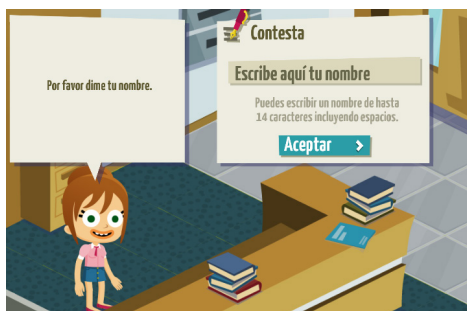 Por favor dime tu nombre.
Contesta
Escribe aquí tu nombre
Puedes escribir un nombre de hasta
14 caracteres incluyendo espacios.
Aceptar >